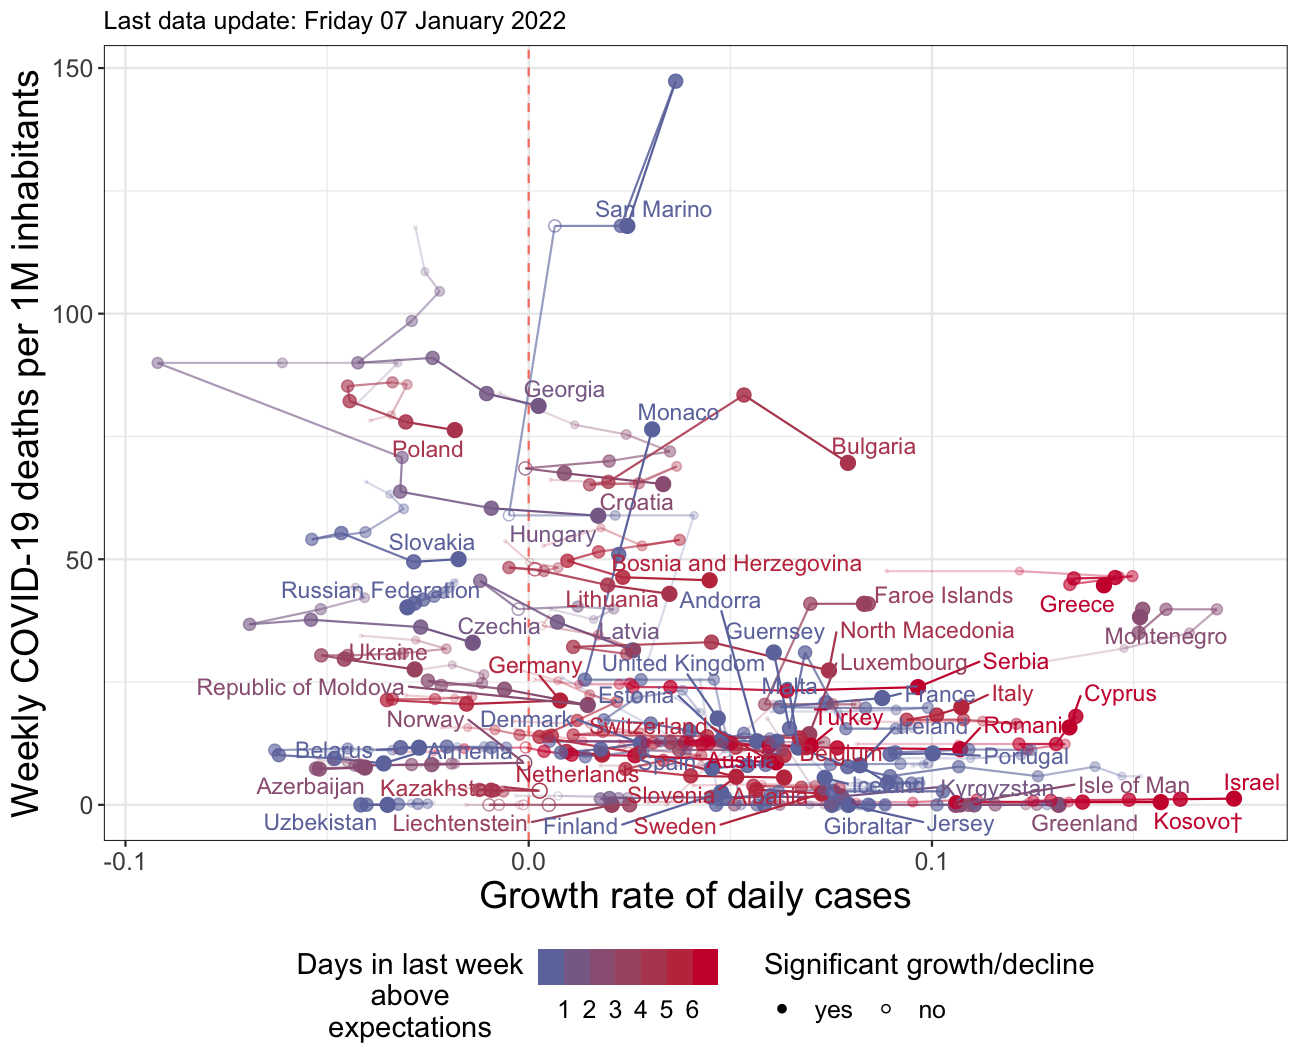 Last data update: Friday 07 January 2022
Weekly COVID-19 deaths per 1M inhabitants
150
100
50
0
San Marino
Georgia
Monaco
Poland
Bulgaria
Croatia
Hungary
Slovakia
Bosnia and Herzegovina
Russian Federation
Lithuania
Andorra
Faroe Islands
Greece
Czechia
Latvia
Guernsey
North Macedonia
Montenegro
Ukraine
Germany
United Kingdom
Luxembourg
Serbia
Republic of Moldova
Estonia
Malta
France
Italy
Cyprus
Norway
Denmark
Switzerland
Turkey
Ireland
Romania
Belarus
Armenia
Spain
Austria
Belgium
Portugal
Azerbaijan
Kazakhstan
Netherlands
Slovenia
Albania
Iceland
Kyrgyzstan
Isle of Man
Israel
Uzbekistan
Liechtenstein
Finland
Sweden
Gibraltar
Jersey
Greenland
Kosovo†
-0.1
0.0
0.1
Growth rate of daily cases
Days in last week
above
expectations
1 2 3 4 5 6
Significant growth/decline
yes
no